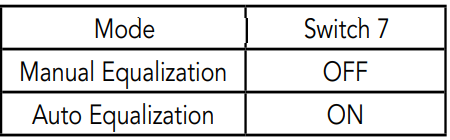 Mode Switch 7
Manual Equalization OFF
Auto Equalization ON